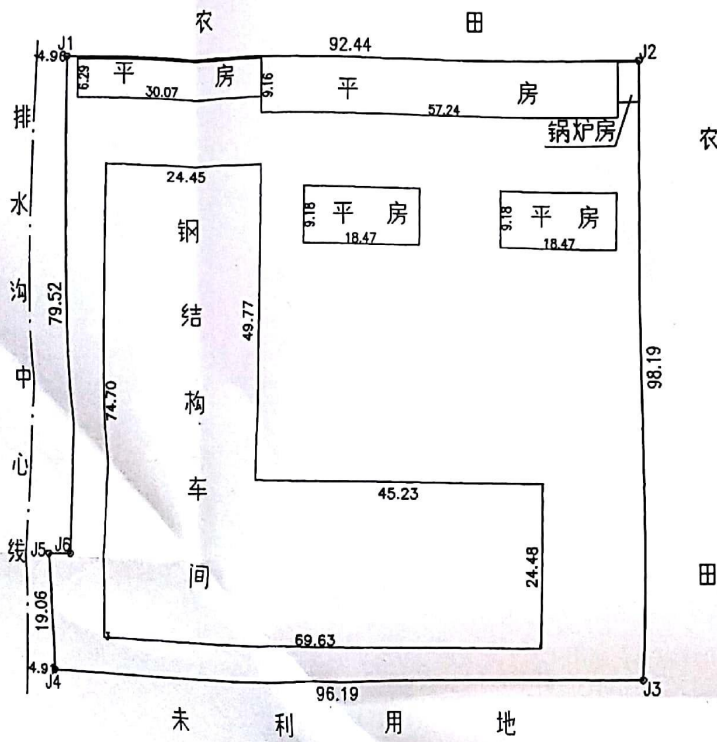 农 田
J1 92.44 J2
4.96
6.29 平 房 30.07
9.16 平 房 57.24
锅炉房
农 田
排水沟中心线
24.45
钢结构车间
9.18 平 房 18.47
9.18 平 房 18.47
79.52
74.70
49.77
98.19
45.23
24.48
J5 J6
19.06
69.63
4.91
J4 96.19 J3
未 利 用 地